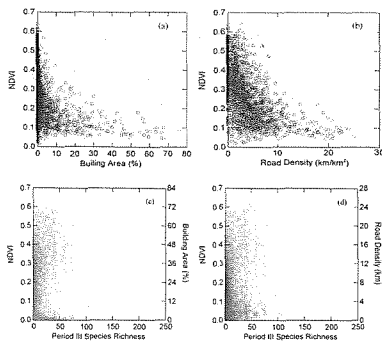 (a)
NDVI
0.7
0.6
0.5
0.4
0.3
0.2
0.1
0.0
0 10 20 30 40 50 60 70 80
Builing Area (%)
(b)
NDVI
0.7
0.6
0.5
0.4
0.3
0.2
0.1
0.0
0 10 20 30
Road Density (km/km²)
(c)
NDVI
0.7
0.6
0.5
0.4
0.3
0.2
0.1
0.0
84
72
60
48
36
24
12
0
Building Area (%)
0 50 100 150 200 250
Period III Species Richness
(d)
NDVI
0.7
0.6
0.5
0.4
0.3
0.2
0.1
0.0
28
24
20
16
12
8
4
0
Road Density (km)
0 50 100 150 200 250
Period III Species Richness